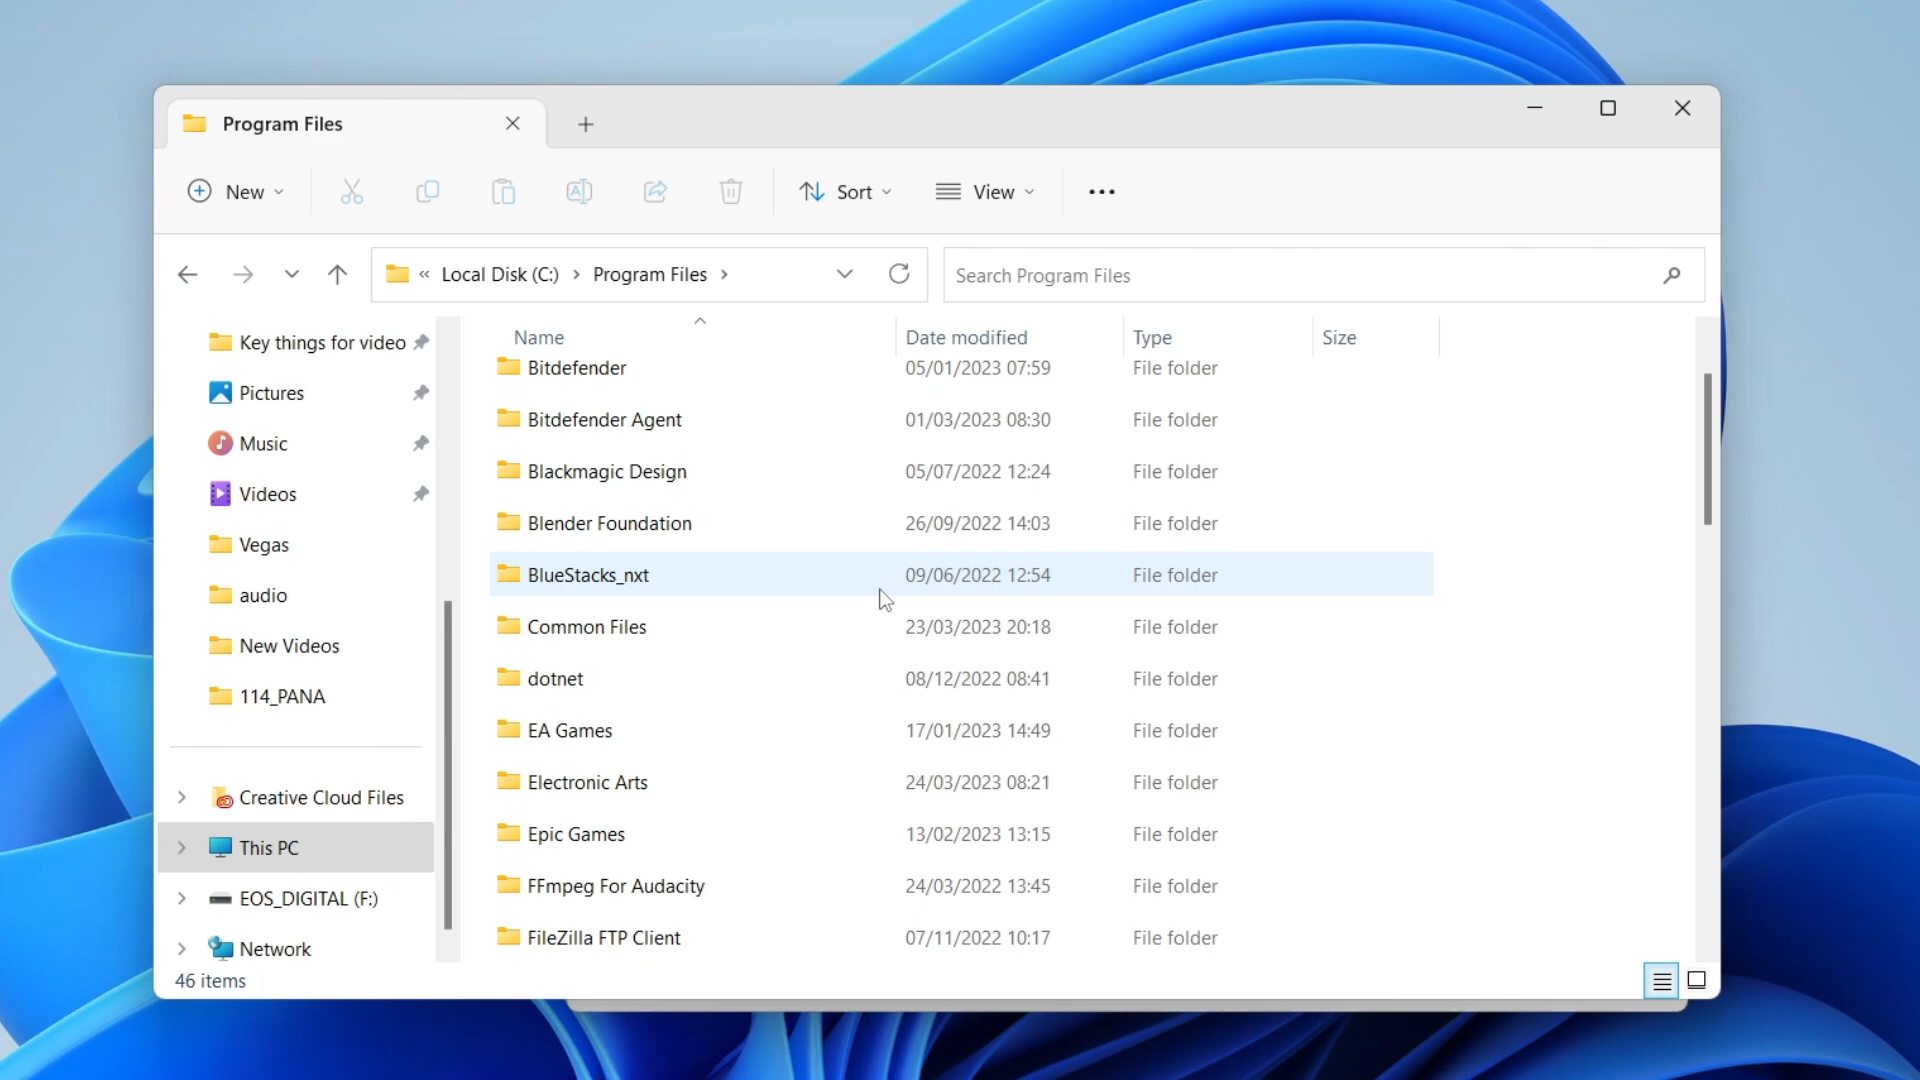 Program Files
New
Sort
View
« Local Disk (C:) › Program Files ›
Search Program Files
Key things for video
Pictures
Music
Videos
Vegas
audio
New Videos
114_PANA
Creative Cloud Files
This PC
EOS_DIGITAL (F:)
Network
Name Date modified Type Size
Bitdefender 05/01/2023 07:59 File folder
Bitdefender Agent 01/03/2023 08:30 File folder
Blackmagic Design 05/07/2022 12:24 File folder
Blender Foundation 26/09/2022 14:03 File folder
BlueStacks_nxt 09/06/2022 12:54 File folder
Common Files 23/03/2023 20:18 File folder
dotnet 08/12/2022 08:41 File folder
EA Games 17/01/2023 14:49 File folder
Electronic Arts 24/03/2023 08:21 File folder
Epic Games 13/02/2023 13:15 File folder
FFmpeg For Audacity 24/03/2022 13:45 File folder
FileZilla FTP Client 07/11/2022 10:17 File folder
46 items